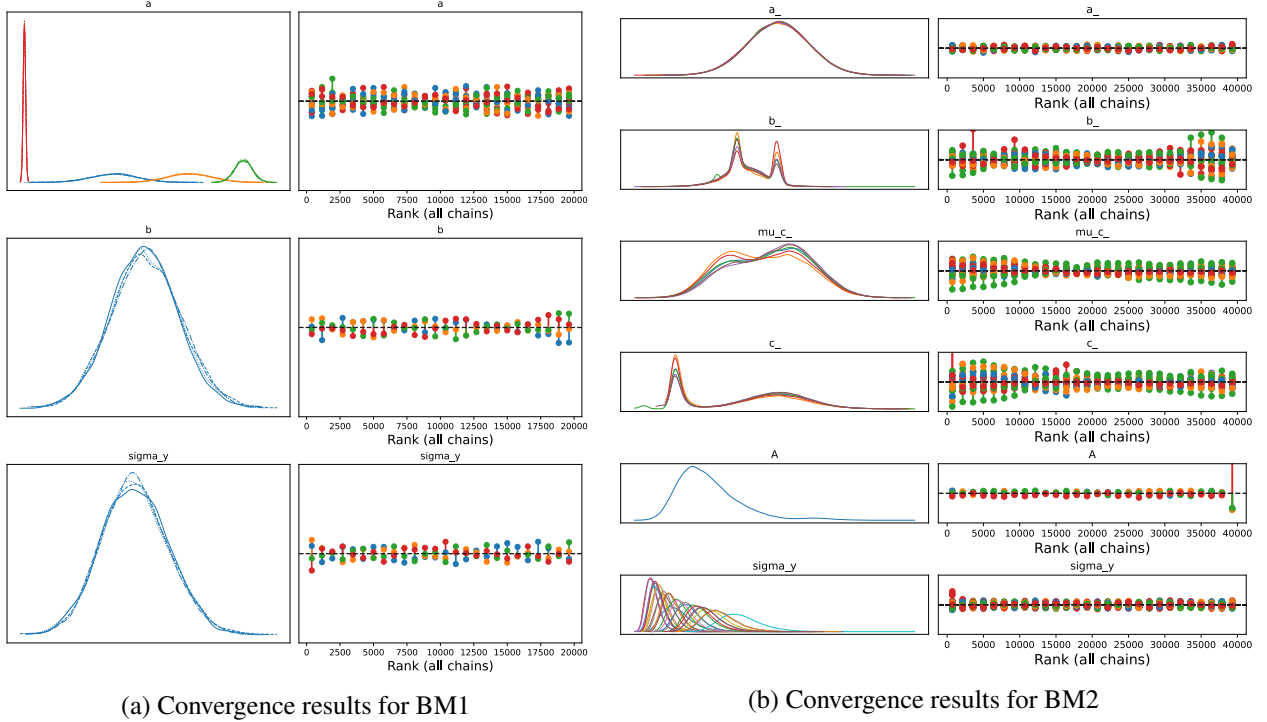 a
a
0 2500 5000 7500 10000 12500 15000 17500 20000
Rank (all chains)
b
b
0 2500 5000 7500 10000 12500 15000 17500 20000
Rank (all chains)
sigma_y
sigma_y
0 2500 5000 7500 10000 12500 15000 17500 20000
Rank (all chains)
(a) Convergence results for BM1
a_
a_
0 5000 10000 15000 20000 25000 30000 35000 40000
Rank (all chains)
b_
b_
0 5000 10000 15000 20000 25000 30000 35000 40000
Rank (all chains)
mu_c_
mu_c_
0 5000 10000 15000 20000 25000 30000 35000 40000
Rank (all chains)
c_
c_
0 5000 10000 15000 20000 25000 30000 35000 40000
Rank (all chains)
A
A
0 5000 10000 15000 20000 25000 30000 35000 40000
Rank (all chains)
sigma_y
sigma_y
0 5000 10000 15000 20000 25000 30000 35000 40000
Rank (all chains)
(b) Convergence results for BM2